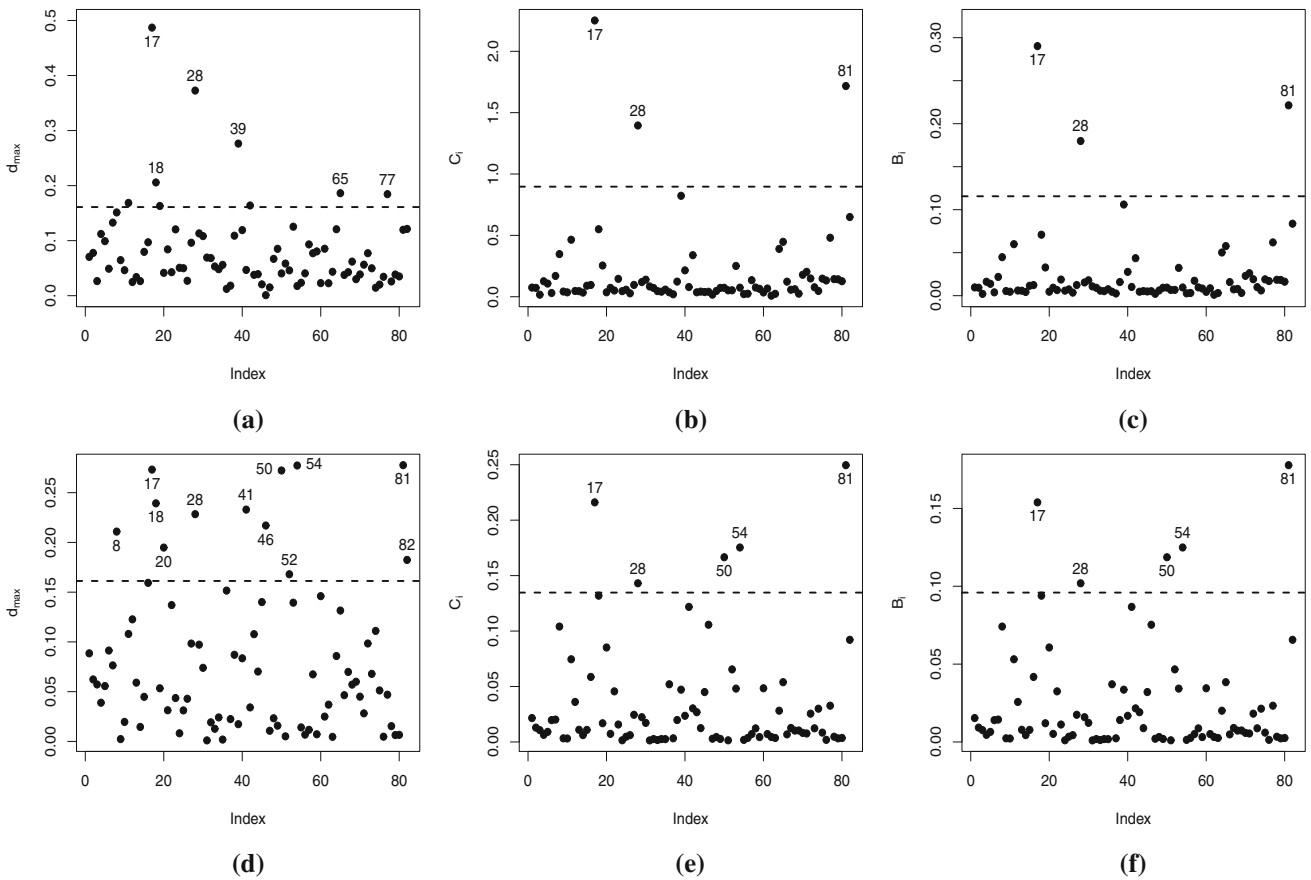 0.0 0.1 0.2 0.3 0.4 0.5
d_max
17
28
39
18
65
77
0 20 40 60 80
Index
(a)
0.0 0.5 1.0 1.5 2.0
C_i
17
81
28
0 20 40 60 80
Index
(b)
0.00 0.10 0.20 0.30
B_i
17
81
28
0 20 40 60 80
Index
(c)
0.00 0.05 0.10 0.15 0.20 0.25
d_max
50
54
17
81
28
41
18
46
8
20
52
82
0 20 40 60 80
Index
(d)
0.00 0.05 0.10 0.15 0.20 0.25
C_i
81
17
54
28
50
0 20 40 60 80
Index
(e)
0.00 0.05 0.10 0.15
B_i
81
17
54
28
50
0 20 40 60 80
Index
(f)